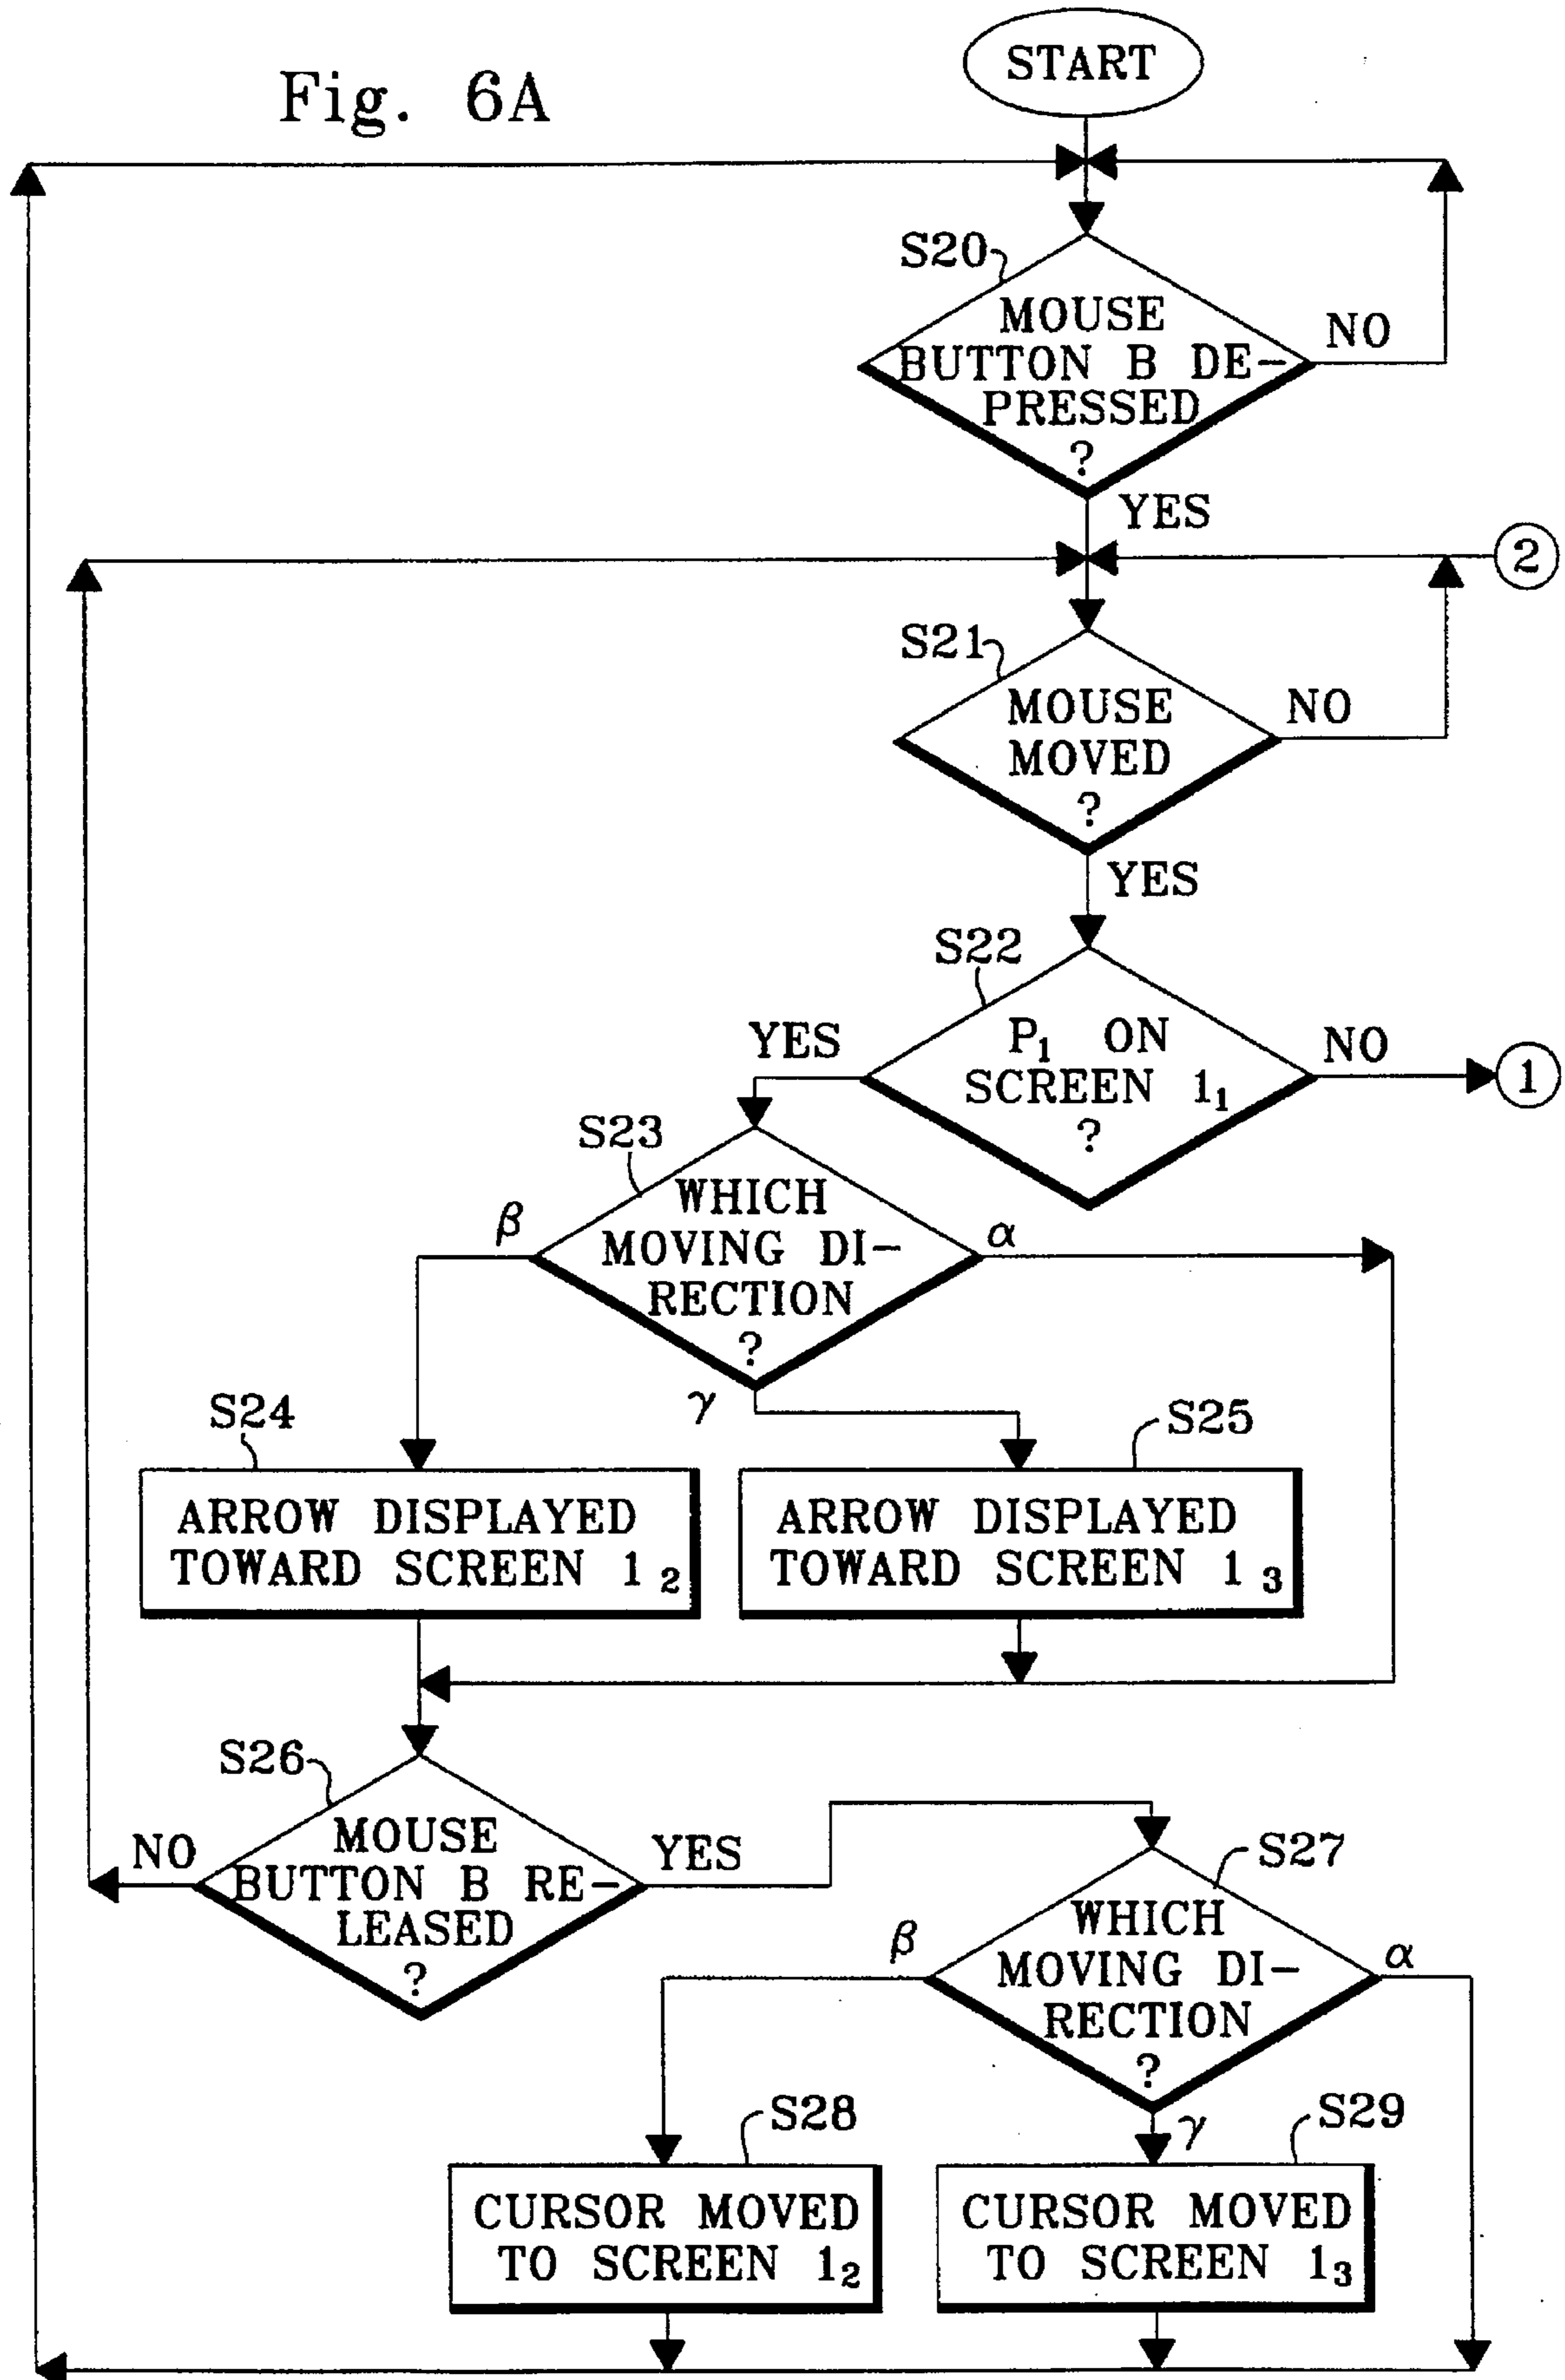 Fig. 6A
START
S20
MOUSE
BUTTON B DE-
PRESSED
?
NO
YES
2
S21
MOUSE
MOVED
?
NO
YES
S22
P₁ ON
SCREEN 1₁
?
YES
NO
1
S23
WHICH
MOVING DI-
RECTION
?
β
α
γ
S24
ARROW DISPLAYED
TOWARD SCREEN 1₂
S25
ARROW DISPLAYED
TOWARD SCREEN 1₃
S26
MOUSE
BUTTON B RE-
LEASED
?
NO
YES
S27
WHICH
MOVING DI-
RECTION
?
β
α
γ
S28
CURSOR MOVED
TO SCREEN 1₂
S29
CURSOR MOVED
TO SCREEN 1₃